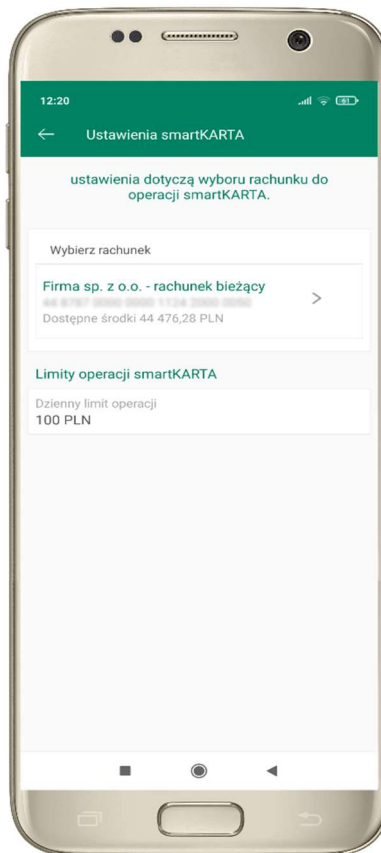 12:20
61
Ustawienia smartKARTA
ustawienia dotyczą wyboru rachunku do
operacji smartKARTA.
Wybierz rachunek
Firma sp. z o.o. - rachunek bieżący
Dostępne środki 44 476,28 PLN
Limity operacji smartKARTA
Dzienny limit operacji
100 PLN